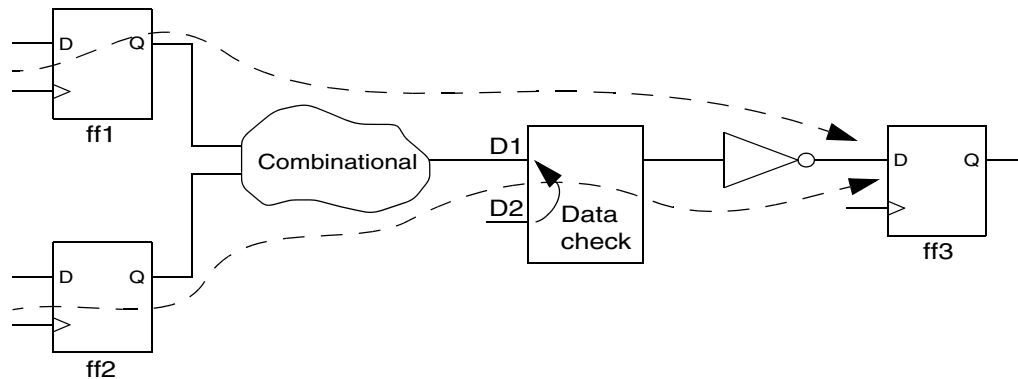 D Q
ff1
Combinational
D1
D2
Data
check
D Q
ff3
D Q
ff2